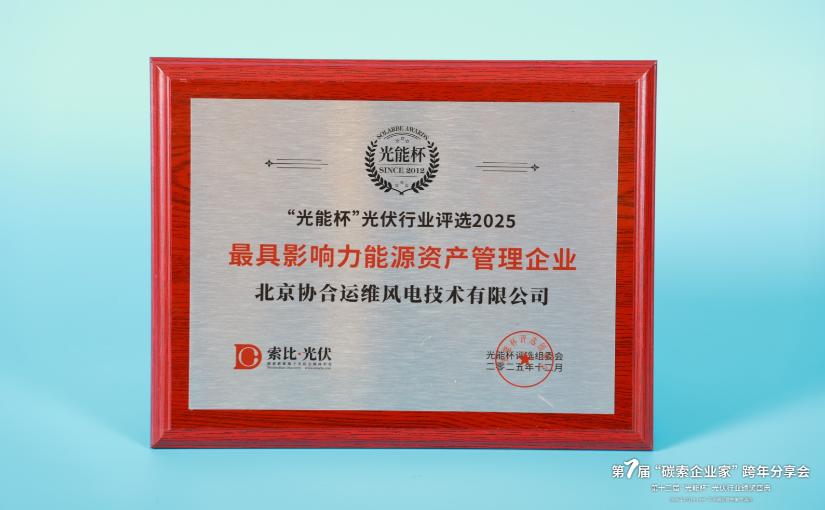 SOLARBE AWARDS
光能杯
SINCE 2012
“光能杯”光伏行业评选2025
最具影响力能源资产管理企业
北京协合运维风电技术有限公司
索比·光伏
光能杯评选组委会
二零二五年十二月
第7届“碳索企业家”跨年分享会